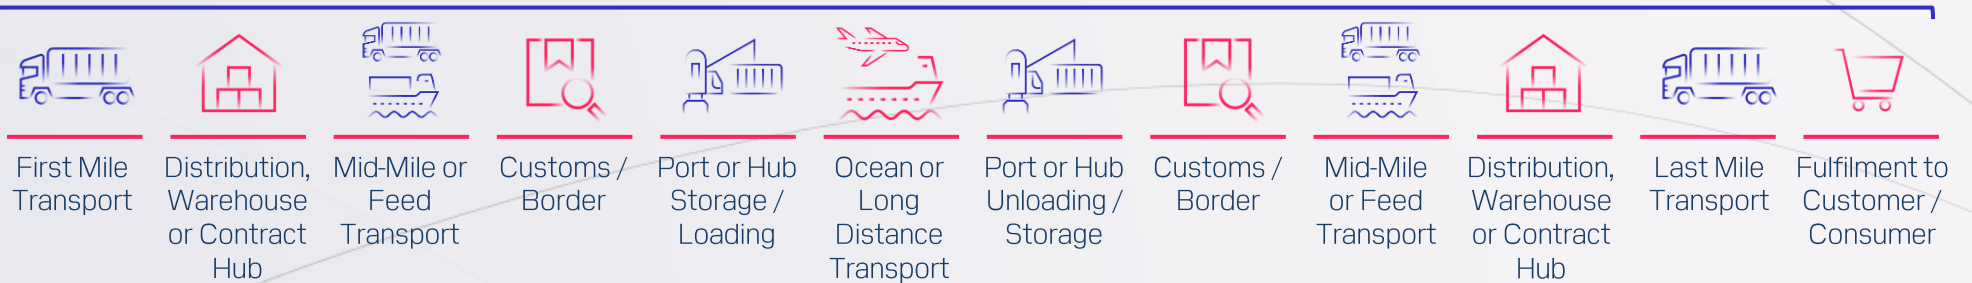 First Mile
Transport
Distribution,
Warehouse
or Contract
Hub
Mid-Mile or
Feed
Transport
Customs /
Border
Port or Hub
Storage /
Loading
Ocean or
Long
Distance
Transport
Port or Hub
Unloading /
Storage
Customs /
Border
Mid-Mile
or Feed
Transport
Distribution,
Warehouse
or Contract
Hub
Last Mile
Transport
Fulfilment to
Customer /
Consumer